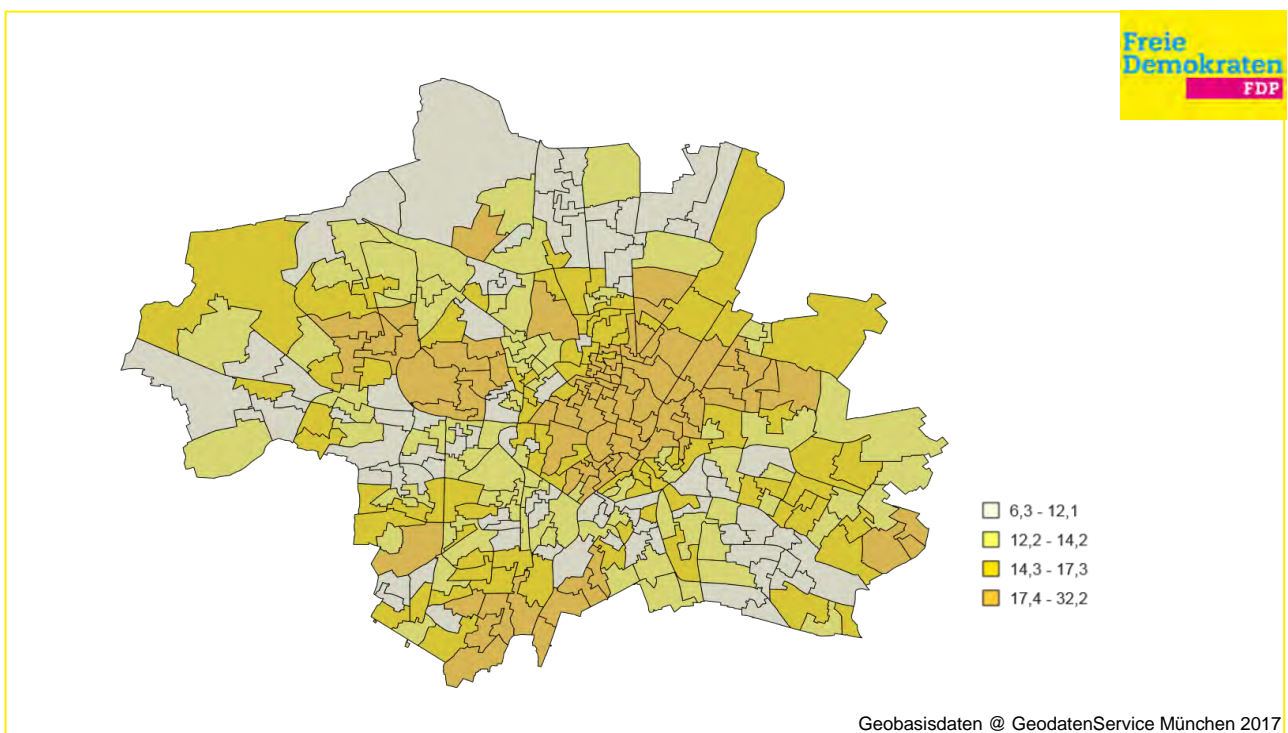 Freie
Demokraten
FDP
6,3 - 12,1
12,2 - 14,2
14,3 - 17,3
17,4 - 32,2
Geobasisdaten @ GeodatenService München 2017